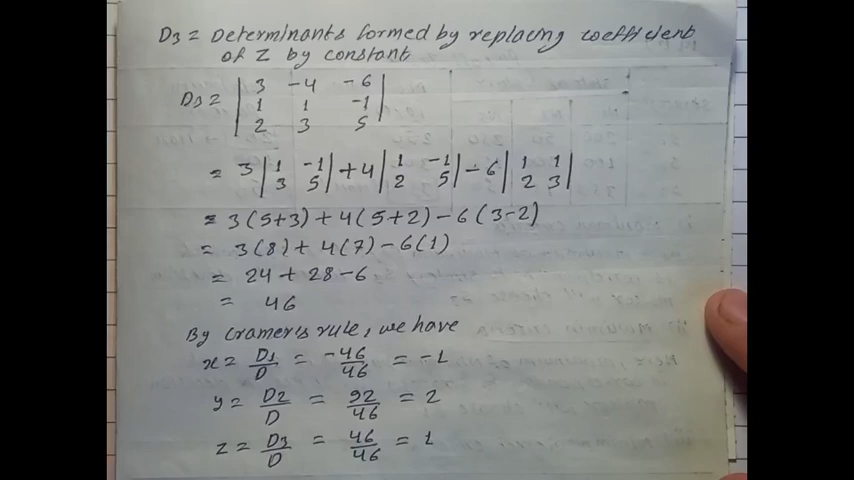 D3 = Determinants formed by replacing coefficient
of Z by constant
D3 = | 3 -4 -6 |
| 1 1 -1 |
| 2 3 5 |
= 3 | 1 -1 | + 4 | 1 -1 | - 6 | 1 1 |
| 3 5 | | 2 5 | | 2 3 |
= 3(5+3) + 4(5+2) - 6(3-2)
= 3(8) + 4(7) - 6(1)
= 24 + 28 - 6
= 46
By Cramer's rule, we have
x = D1/D = -46/46 = -1
y = D2/D = 92/46 = 2
z = D3/D = 46/46 = 1